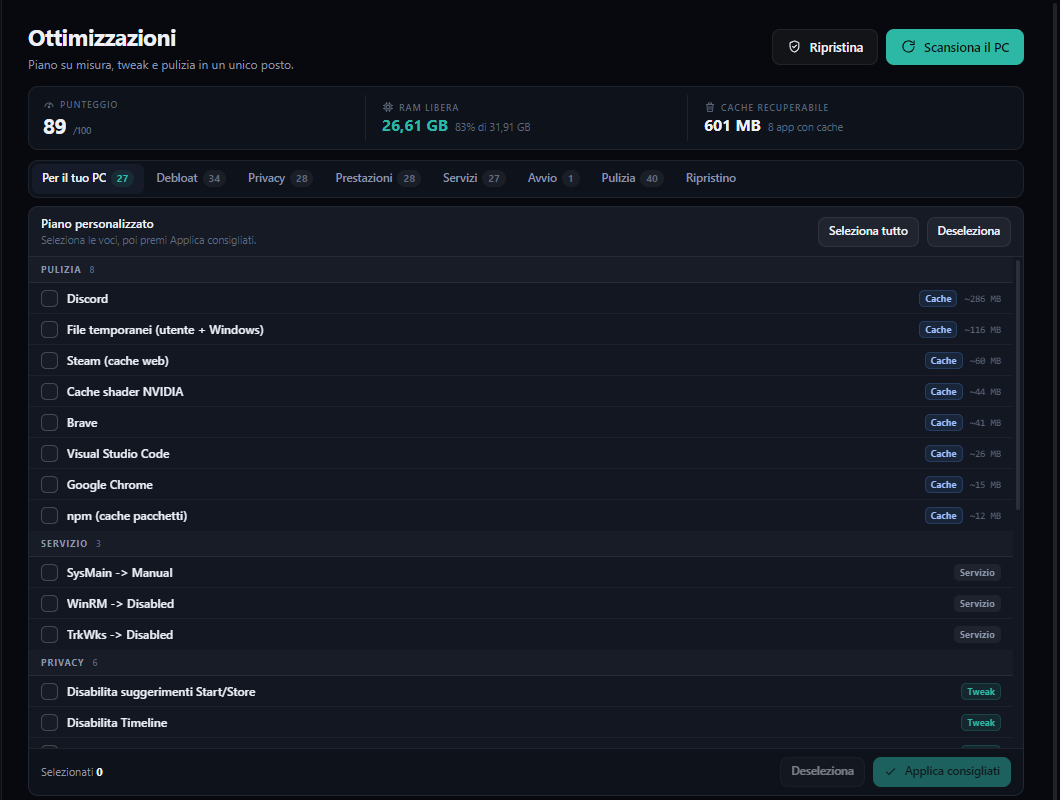 Ottimizzazioni
Piano su misura, tweak e pulizia in un unico posto.
Ripristina
Scansiona il PC
PUNTEGGIO
89 /100
RAM LIBERA
26,61 GB 83% di 31,91 GB
CACHE RECUPERABILE
601 MB 8 app con cache
Per il tuo PC 27
Debloat 34
Privacy 28
Prestazioni 28
Servizi 27
Avvio 1
Pulizia 40
Ripristino
Piano personalizzato
Seleziona le voci, poi premi Applica consigliati.
Seleziona tutto
Deseleziona
PULIZIA 8
Discord Cache ~286 MB
File temporanei (utente + Windows) Cache ~116 MB
Steam (cache web) Cache ~60 MB
Cache shader NVIDIA Cache ~44 MB
Brave Cache ~41 MB
Visual Studio Code Cache ~26 MB
Google Chrome Cache ~15 MB
npm (cache pacchetti) Cache ~12 MB
SERVIZIO 3
SysMain -> Manual Servizio
WinRM -> Disabled Servizio
TrkWks -> Disabled Servizio
PRIVACY 6
Disabilita suggerimenti Start/Store Tweak
Disabilita Timeline Tweak
Selezionati 0
Deseleziona
Applica consigliati